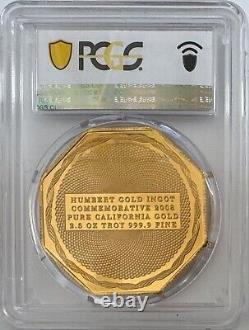 PCGS
HUMBERT GOLD INGOT
COMMEMORATIVE 2008
PURE CALIFORNIA GOLD
2.5 OZ TROY 999.9 FINE